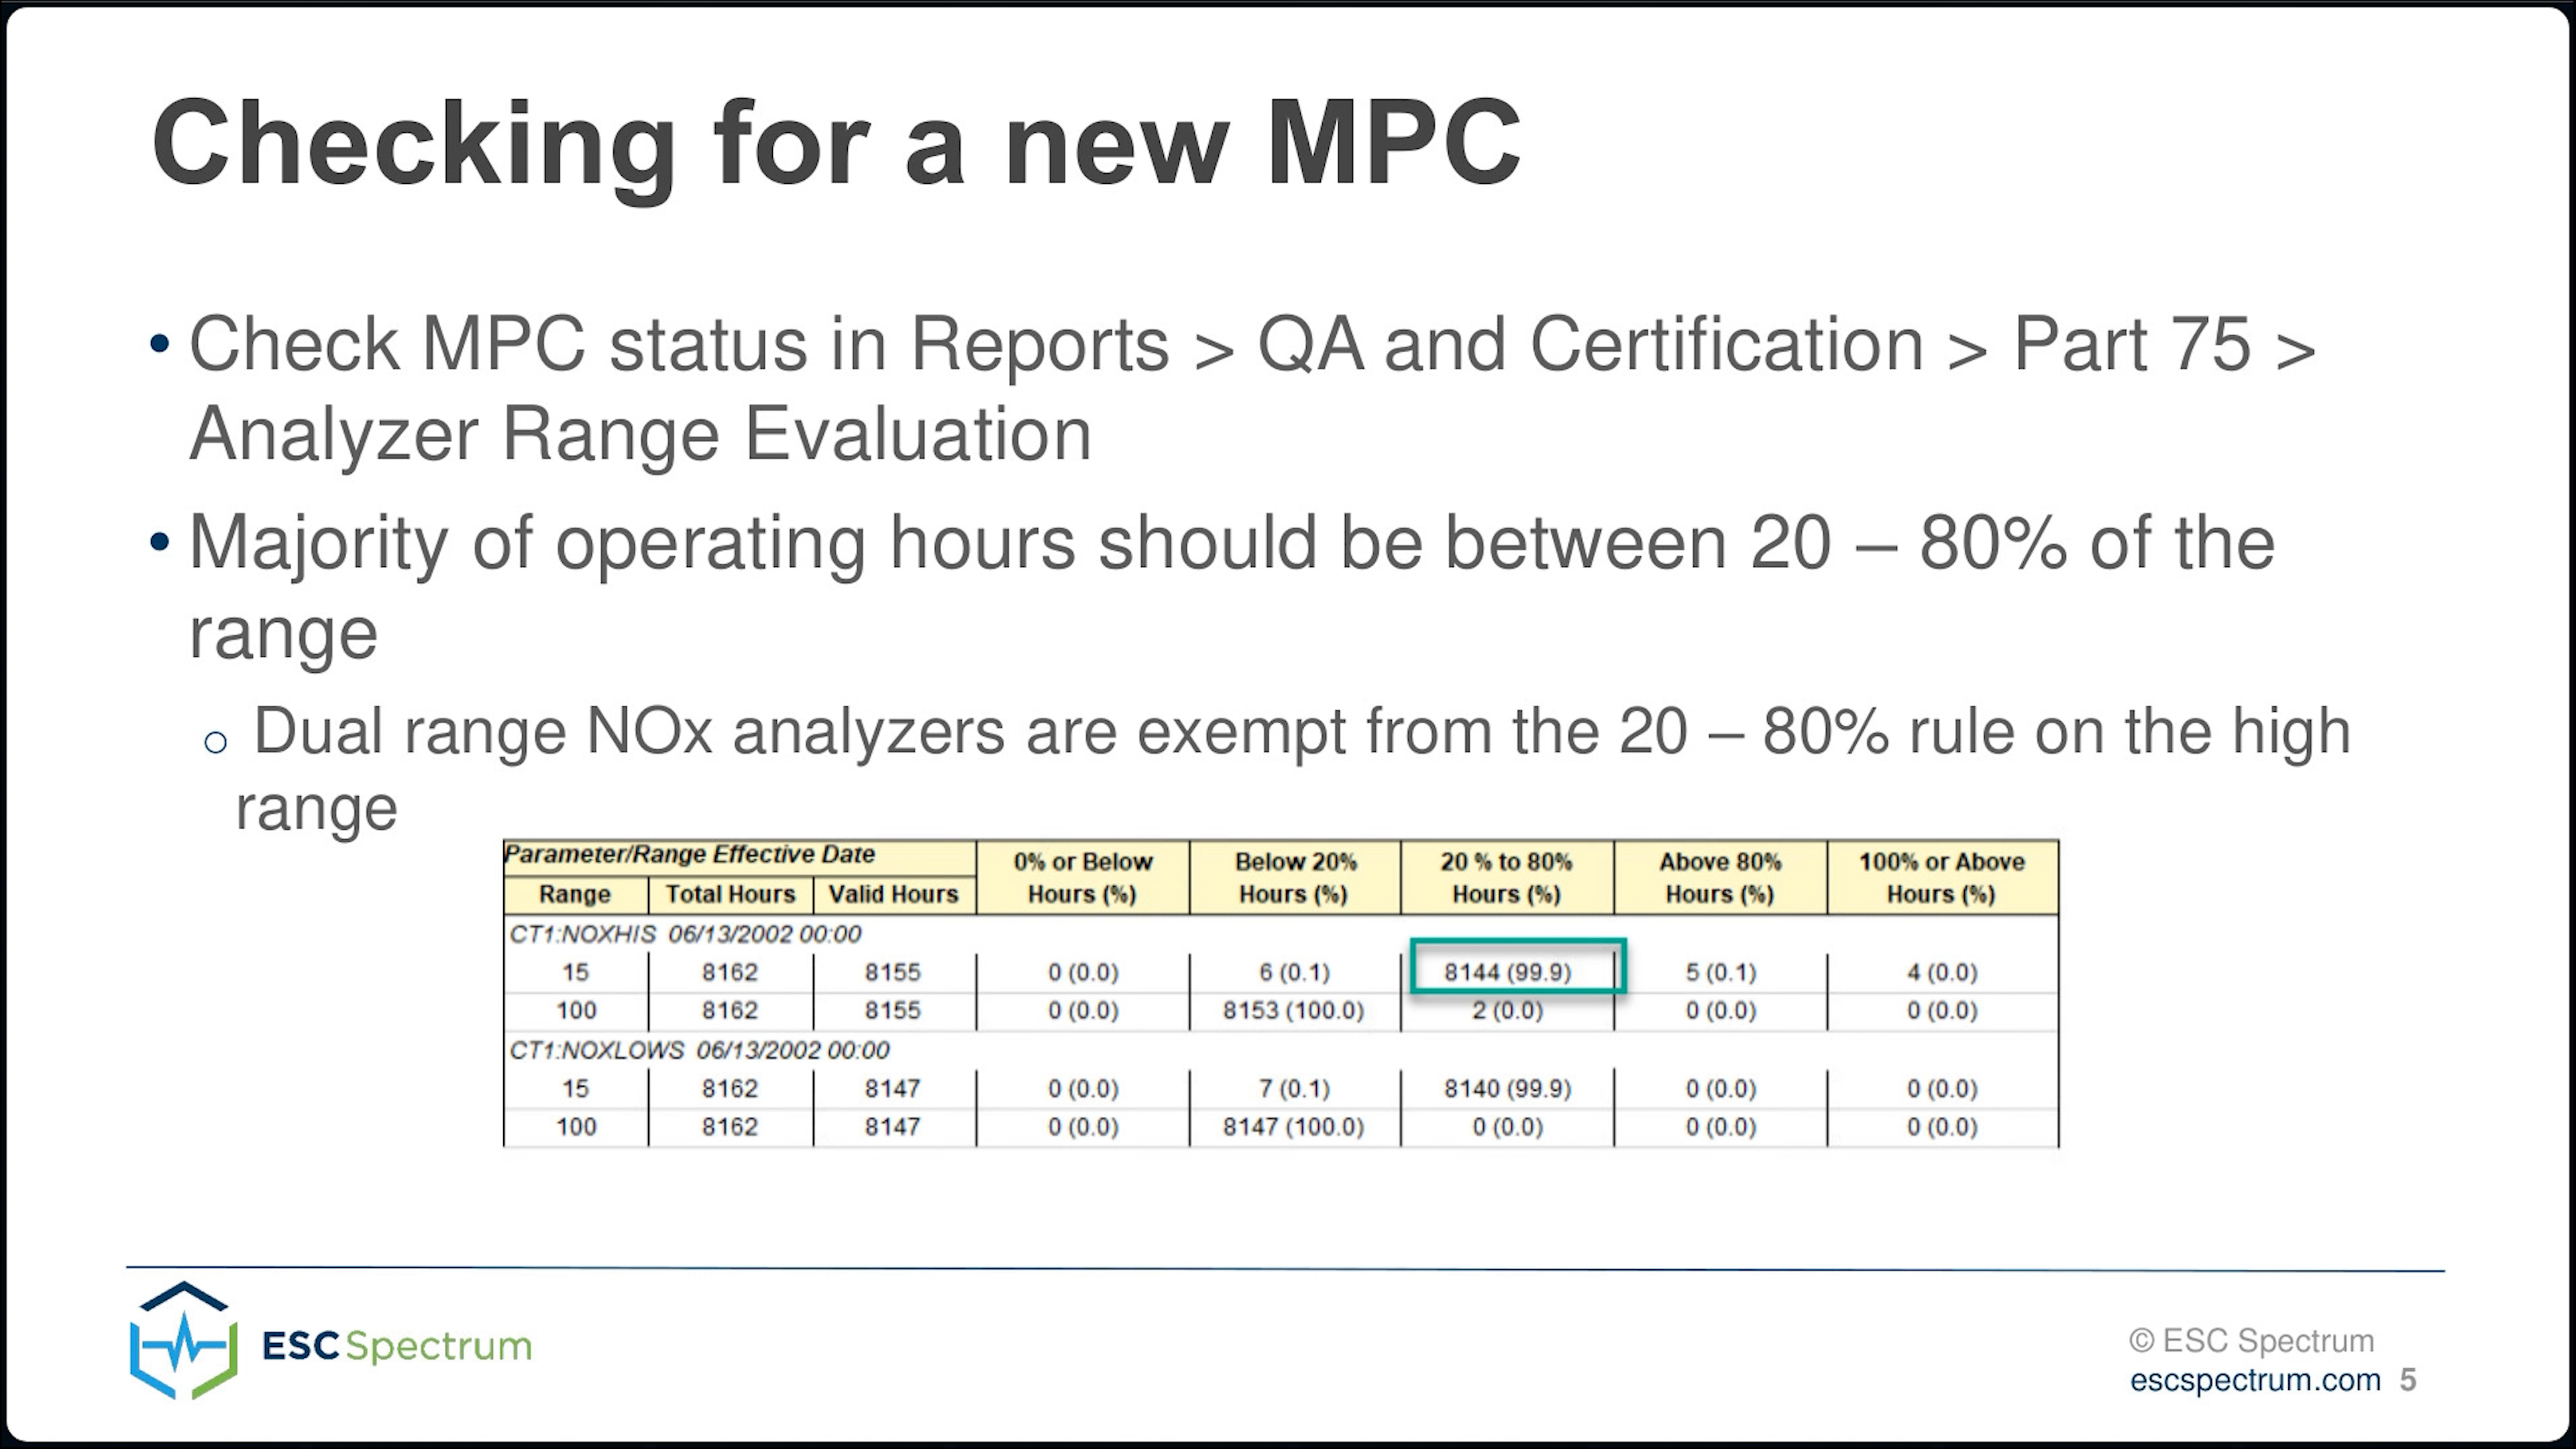 Checking for a new MPC
• Check MPC status in Reports > QA and Certification > Part 75 >
Analyzer Range Evaluation
• Majority of operating hours should be between 20 – 80% of the
range
o Dual range NOx analyzers are exempt from the 20 – 80% rule on the high
range
Parameter/Range Effective Date 0% or Below Below 20% 20 % to 80% Above 80% 100% or Above
Range Total Hours Valid Hours Hours (%) Hours (%) Hours (%) Hours (%) Hours (%)
CT1:NOXHIS 06/13/2002 00:00
15 8162 8155 0 (0.0) 6 (0.1) 8144 (99.9) 5 (0.1) 4 (0.0)
100 8162 8155 0 (0.0) 8153 (100.0) 2 (0.0) 0 (0.0) 0 (0.0)
CT1:NOXLOWS 06/13/2002 00:00
15 8162 8147 0 (0.0) 7 (0.1) 8140 (99.9) 0 (0.0) 0 (0.0)
100 8162 8147 0 (0.0) 8147 (100.0) 0 (0.0) 0 (0.0) 0 (0.0)
ESC Spectrum
© ESC Spectrum
escspectrum.com 5